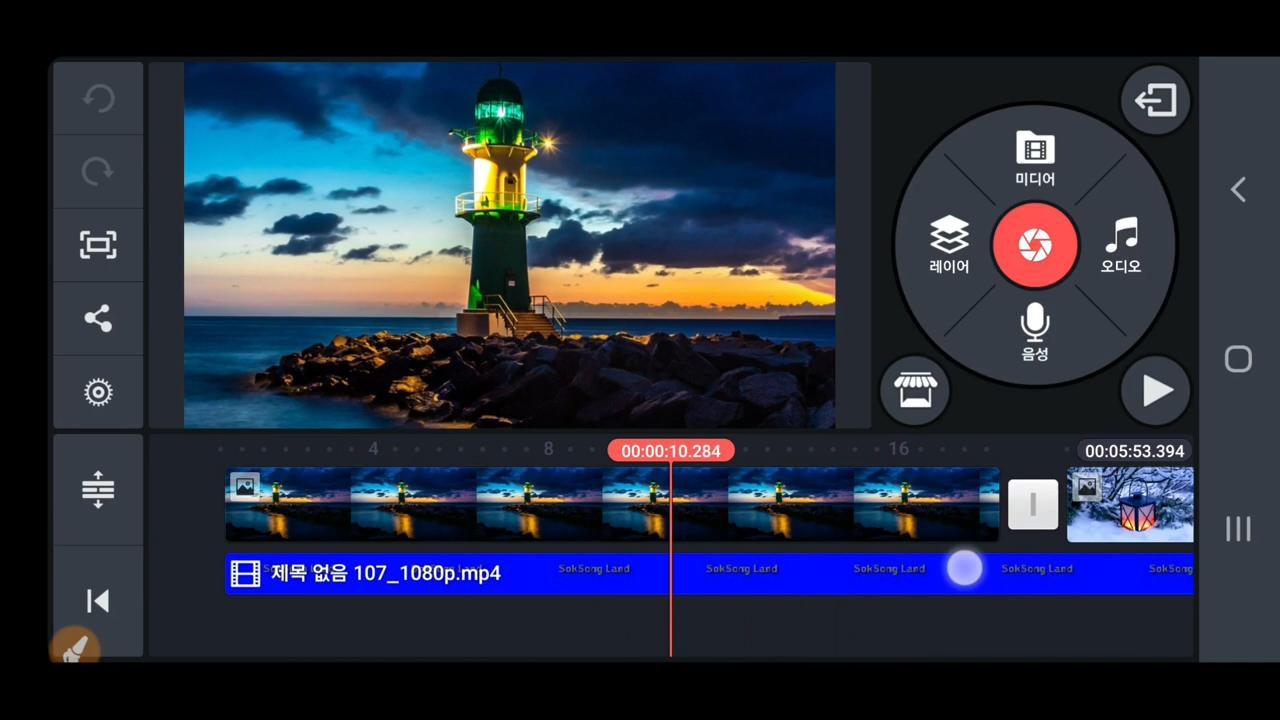 미디어
레이어
오디오
음성
4
8
00:00:10.284
16
00:05:53.394
제목 없음 107_1080p.mp4
SokSong Land
SokSong Land
SokSong Land
SokSong Land
SokSong